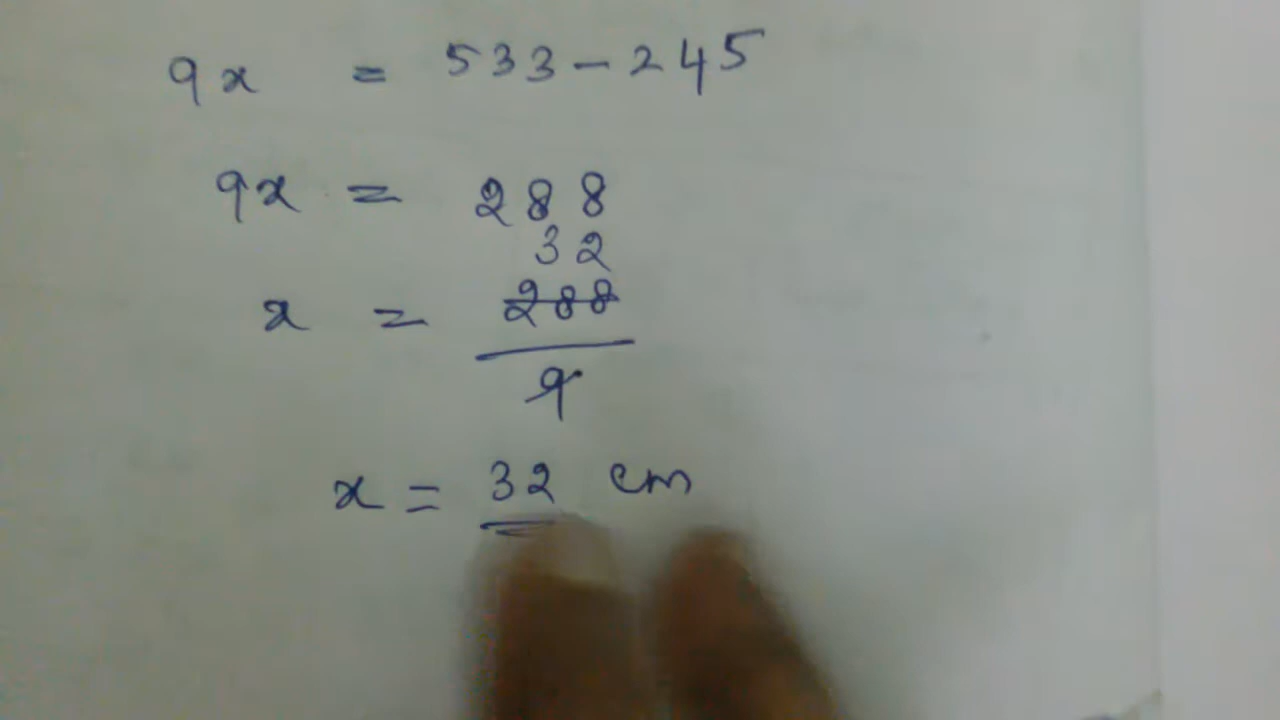 9x = 533 - 245
9x = 288
32
x = 288
9
x = 32 cm